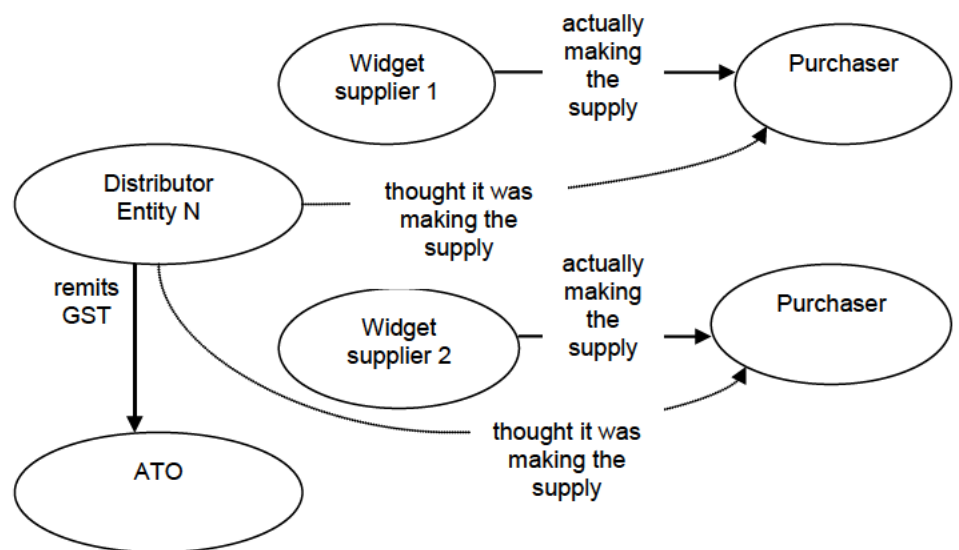 Widget
supplier 1
actually
making
the
supply
Purchaser
Distributor
Entity N
thought it was
making the
supply
remits
GST
Widget
supplier 2
actually
making
the
supply
Purchaser
thought it was
making the
supply
ATO